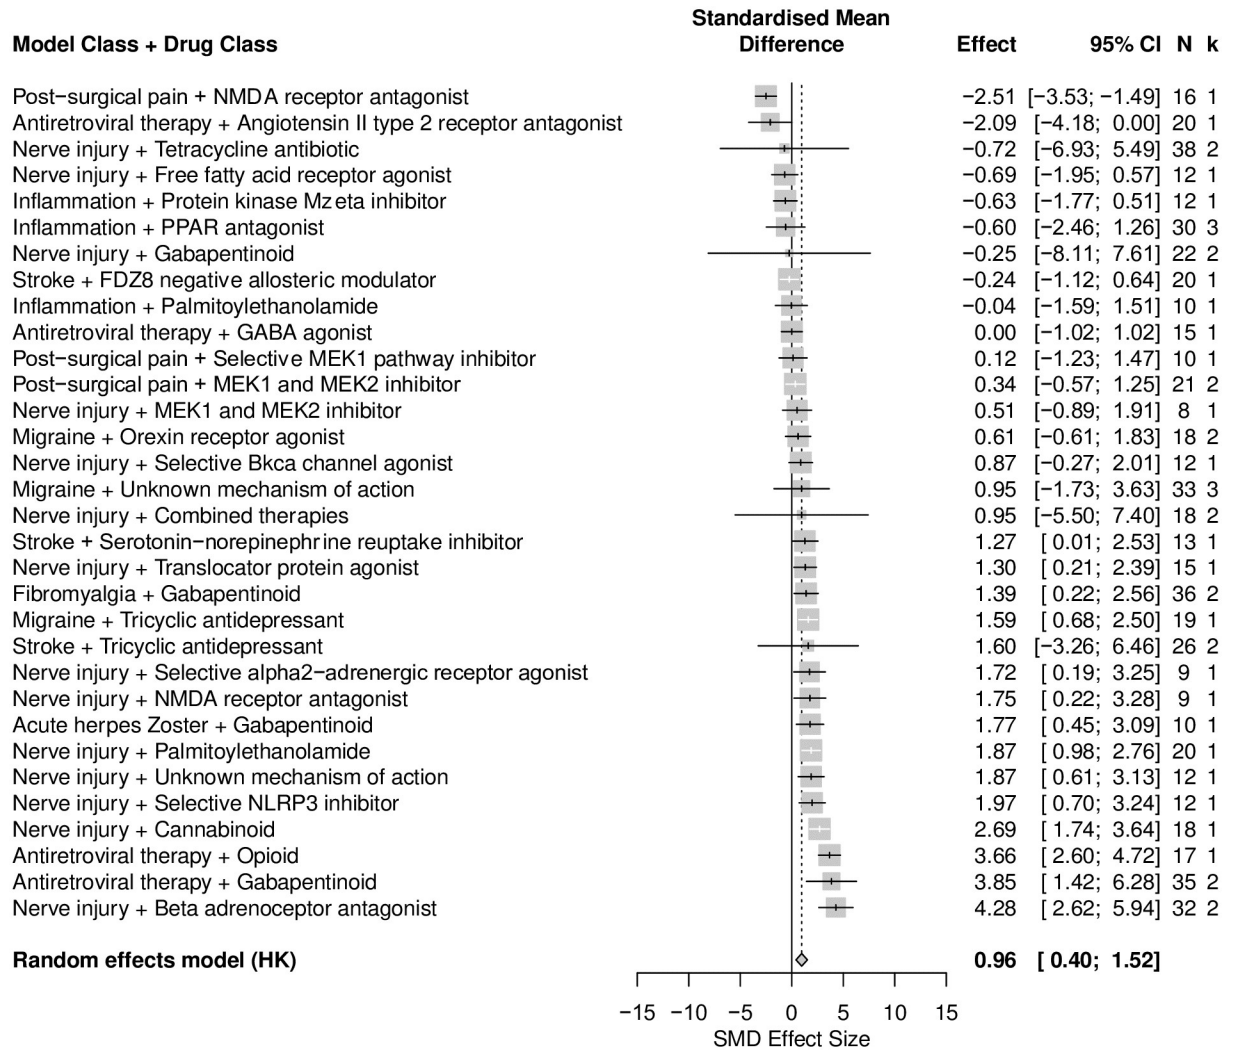 Standardised Mean
Model Class + Drug Class Difference Effect 95% CI N k
Post−surgical pain + NMDA receptor antagonist −2.51 [−3.53; −1.49] 16 1
Antiretroviral therapy + Angiotensin II type 2 receptor antagonist −2.09 [−4.18; 0.00] 20 1
Nerve injury + Tetracycline antibiotic −0.72 [−6.93; 5.49] 38 2
Nerve injury + Free fatty acid receptor agonist −0.69 [−1.95; 0.57] 12 1
Inflammation + Protein kinase Mzeta inhibitor −0.63 [−1.77; 0.51] 12 1
Inflammation + PPAR antagonist −0.60 [−2.46; 1.26] 30 3
Nerve injury + Gabapentinoid −0.25 [−8.11; 7.61] 22 2
Stroke + FDZ8 negative allosteric modulator −0.24 [−1.12; 0.64] 20 1
Inflammation + Palmitoylethanolamide −0.04 [−1.59; 1.51] 10 1
Antiretroviral therapy + GABA agonist 0.00 [−1.02; 1.02] 15 1
Post−surgical pain + Selective MEK1 pathway inhibitor 0.12 [−1.23; 1.47] 10 1
Post−surgical pain + MEK1 and MEK2 inhibitor 0.34 [−0.57; 1.25] 21 2
Nerve injury + MEK1 and MEK2 inhibitor 0.51 [−0.89; 1.91] 8 1
Migraine + Orexin receptor agonist 0.61 [−0.61; 1.83] 18 2
Nerve injury + Selective Bkca channel agonist 0.87 [−0.27; 2.01] 12 1
Migraine + Unknown mechanism of action 0.95 [−1.73; 3.63] 33 3
Nerve injury + Combined therapies 0.95 [−5.50; 7.40] 18 2
Stroke + Serotonin−norepinephrine reuptake inhibitor 1.27 [ 0.01; 2.53] 13 1
Nerve injury + Translocator protein agonist 1.30 [ 0.21; 2.39] 15 1
Fibromyalgia + Gabapentinoid 1.39 [ 0.22; 2.56] 36 2
Migraine + Tricyclic antidepressant 1.59 [ 0.68; 2.50] 19 1
Stroke + Tricyclic antidepressant 1.60 [−3.26; 6.46] 26 2
Nerve injury + Selective alpha2−adrenergic receptor agonist 1.72 [ 0.19; 3.25] 9 1
Nerve injury + NMDA receptor antagonist 1.75 [ 0.22; 3.28] 9 1
Acute herpes Zoster + Gabapentinoid 1.77 [ 0.45; 3.09] 10 1
Nerve injury + Palmitoylethanolamide 1.87 [ 0.98; 2.76] 20 1
Nerve injury + Unknown mechanism of action 1.87 [ 0.61; 3.13] 12 1
Nerve injury + Selective NLRP3 inhibitor 1.97 [ 0.70; 3.24] 12 1
Nerve injury + Cannabinoid 2.69 [ 1.74; 3.64] 18 1
Antiretroviral therapy + Opioid 3.66 [ 2.60; 4.72] 17 1
Antiretroviral therapy + Gabapentinoid 3.85 [ 1.42; 6.28] 35 2
Nerve injury + Beta adrenoceptor antagonist 4.28 [ 2.62; 5.94] 32 2
Random effects model (HK) 0.96 [ 0.40; 1.52]
−15 −10 −5 0 5 10 15
SMD Effect Size